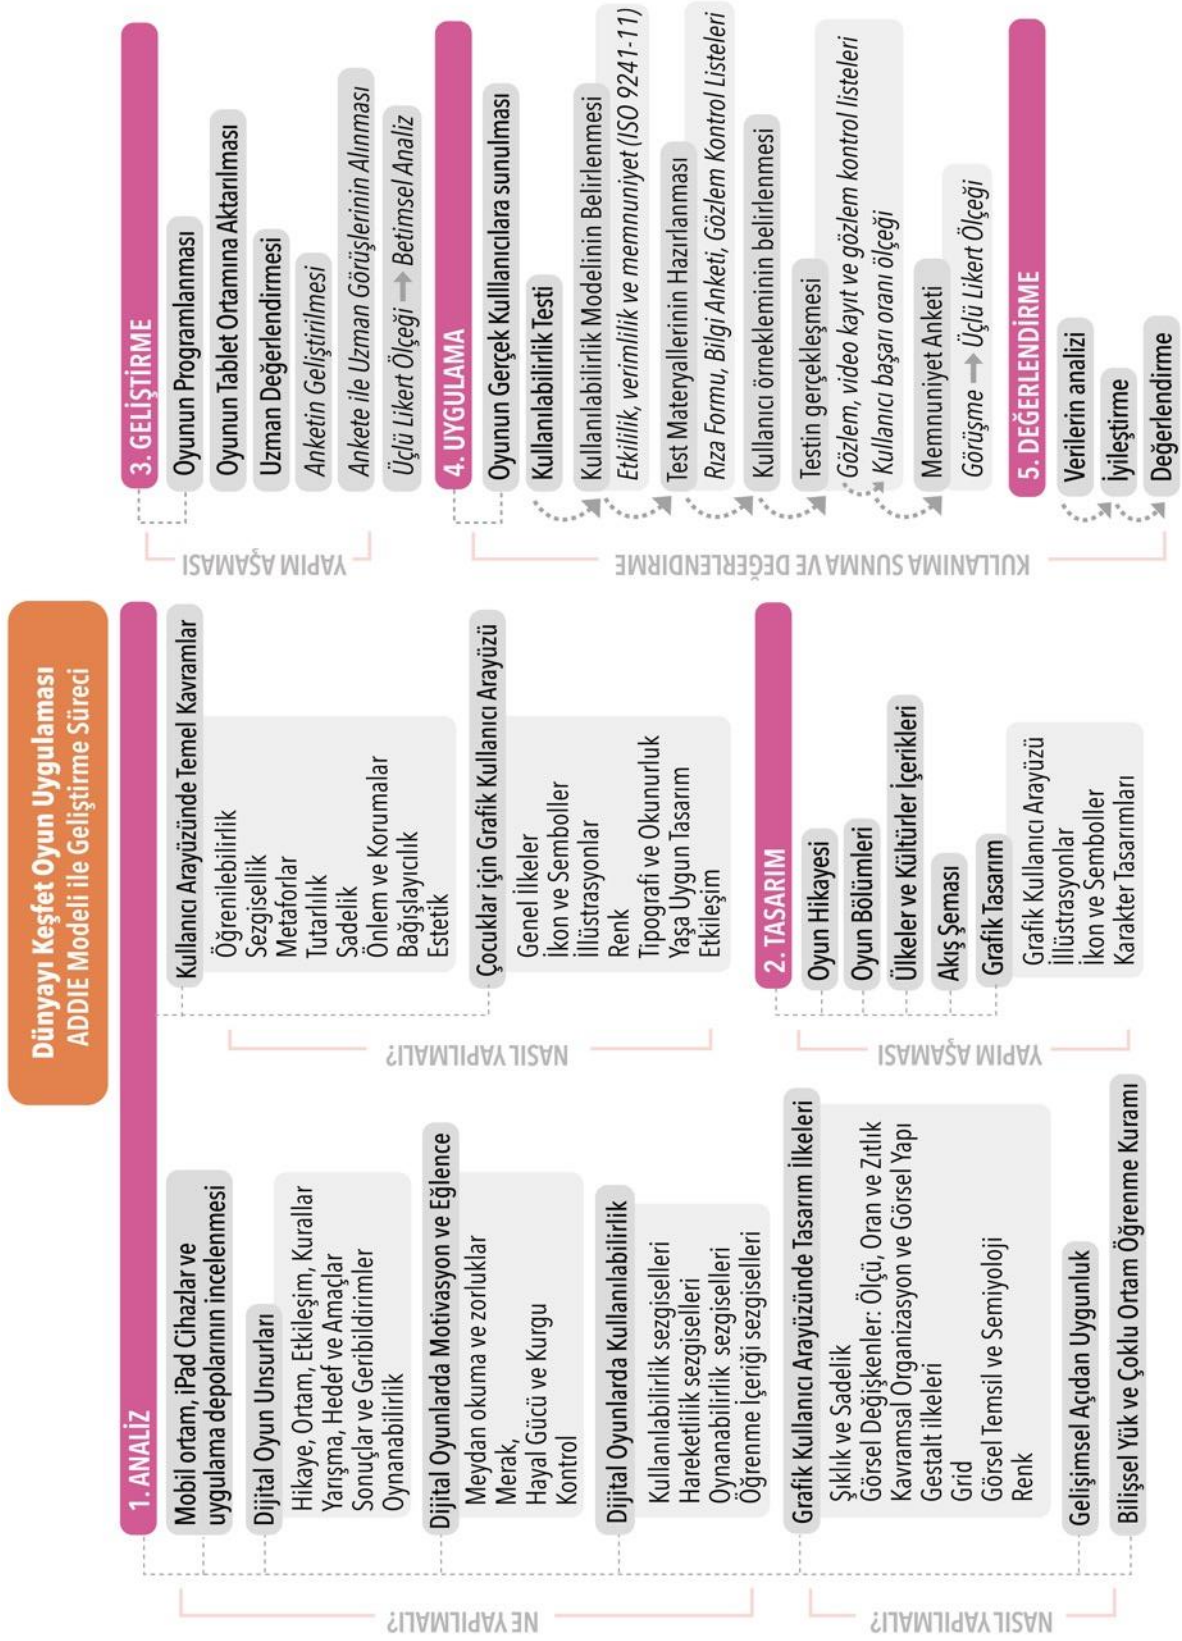 Dünyayı Keşfet Oyun Uygulaması
ADDIE Modeli ile Geliştirme Süreci
1. ANALİZ
NE YAPILMALI?
Mobil ortam, iPad Cihazlar ve
uygulama depolarının incelenmesi
Dijital Oyun Unsurları
Hikaye, Ortam, Etkileşim, Kurallar
Yarışma, Hedef ve Amaçlar
Sonuçlar ve Geribildirimler
Oynanabilirlik
Dijital Oyunlarda Motivasyon ve Eğlence
Meydan okuma ve zorluklar
Merak,
Hayal Gücü ve Kurgu
Kontrol
Dijital Oyunlarda Kullanılabilirlik
Kullanılabilirlik sezgiselleri
Hareketlilik sezgiselleri
Oynanabilirlik sezgiselleri
Öğrenme İçeriği sezgiselleri
NASIL YAPILMALI?
Grafik Kullanıcı Arayüzünde Tasarım İlkeleri
Şıklık ve Sadelik
Görsel Değişkenler: Ölçü, Oran ve Zıtlık
Kavramsal Organizasyon ve Görsel Yapı
Gestalt ilkeleri
Grid
Görsel Temsil ve Semiyoloji
Renk
Gelişimsel Açıdan Uygunluk
Bilişsel Yük ve Çoklu Ortam Öğrenme Kuramı
NASIL YAPILMALI?
Kullanıcı Arayüzünde Temel Kavramlar
Öğrenilebilirlik
Sezgisellik
Metaforlar
Tutarlılık
Sadelik
Önlem ve Korumalar
Bağışlayıcılık
Estetik
Çocuklar için Grafik Kullanıcı Arayüzü
Genel İlkeler
İkon ve Semboller
İllüstrasyonlar
Renk
Tipografi ve Okunurluk
Yaşa Uygun Tasarım
Etkileşim
2. TASARIM
YAPIM AŞAMASI
Oyun Hikayesi
Oyun Bölümleri
Ülkeler ve Kültürler İçerikleri
Akış Şeması
Grafik Tasarım
Grafik Kullanıcı Arayüzü
İllüstrasyonlar
İkon ve Semboller
Karakter Tasarımları
3. GELİŞTİRME
YAPIM AŞAMASI
Oyunun Programlanması
Oyunun Tablet Ortamına Aktarılması
Uzman Değerlendirmesi
Anketin Geliştirilmesi
Ankete ile Uzman Görüşlerinin Alınması
Üçlü Likert Ölçeği → Betimsel Analiz
4. UYGULAMA
KULLANIMA SUNMA VE DEĞERLENDİRME
Oyunun Gerçek Kulllanıcılara sunulması
Kullanılabilirlik Testi
Kullanılabilirlik Modelinin Belirlenmesi
Etklililik, verimlilik ve memnuniyet (ISO 9241-11)
Test Materyallerinin Hazırlanması
Rıza Formu, Bilgi Anketi, Gözlem Kontrol Listeleri
Kullanıcı örnekleminin belirlenmesi
Testin gerçekleşmesi
Gözlem, video kayıt ve gözlem kontrol listeleri
Kullanıcı başarı oranı ölçeği
Memnuniyet Anketi
Görüşme → Üçlü Likert Ölçeği
5. DEĞERLENDİRME
Verilerin analizi
İyileştirme
Değerlendirme